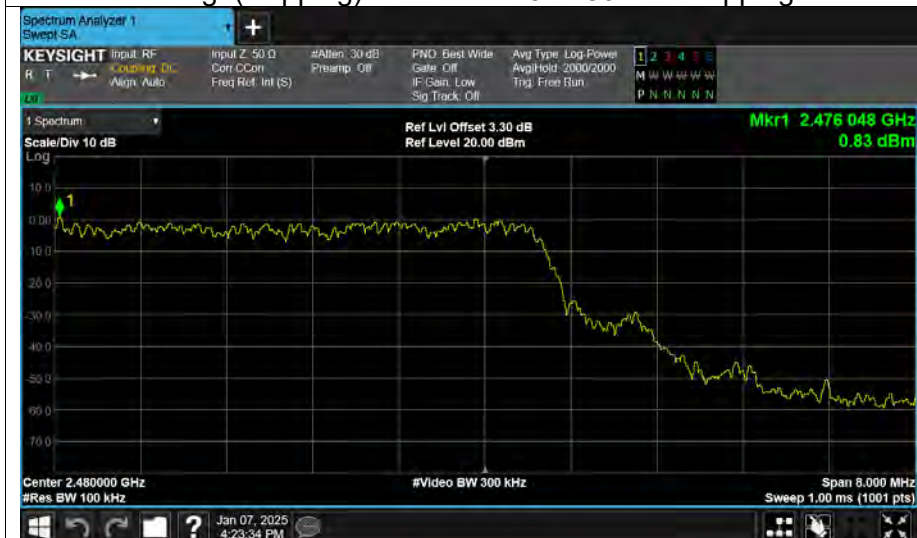 Spectrum Analyzer 1
Swept SA
+
KEYSIGHT
R T
LXI
Input: RF
Coupling: DC
Align: Auto
Input Z: 50 Ω
Corr CCorr
Freq Ref: Int (S)
#Atten: 30 dB
Preamp: Off
PNO: Best Wide
Gate: Off
IF Gain: Low
Sig Track: Off
Avg Type: Log-Power
Avg|Hold: 2000/2000
Trig: Free Run
1 2 3 4 5 6
M W W W W W
P N N N N N
1 Spectrum
Scale/Div 10 dB
Log
Ref Lvl Offset 3.30 dB
Ref Level 20.00 dBm
Mkr1 2.476 048 GHz
0.83 dBm
10.0
1
0.00
-10.0
-20.0
-30.0
-40.0
-50.0
-60.0
-70.0
Center 2.480000 GHz
#Res BW 100 kHz
#Video BW 300 kHz
Span 8.000 MHz
Sweep 1.00 ms (1001 pts)
?
Jan 07, 2025
4:23:34 PM